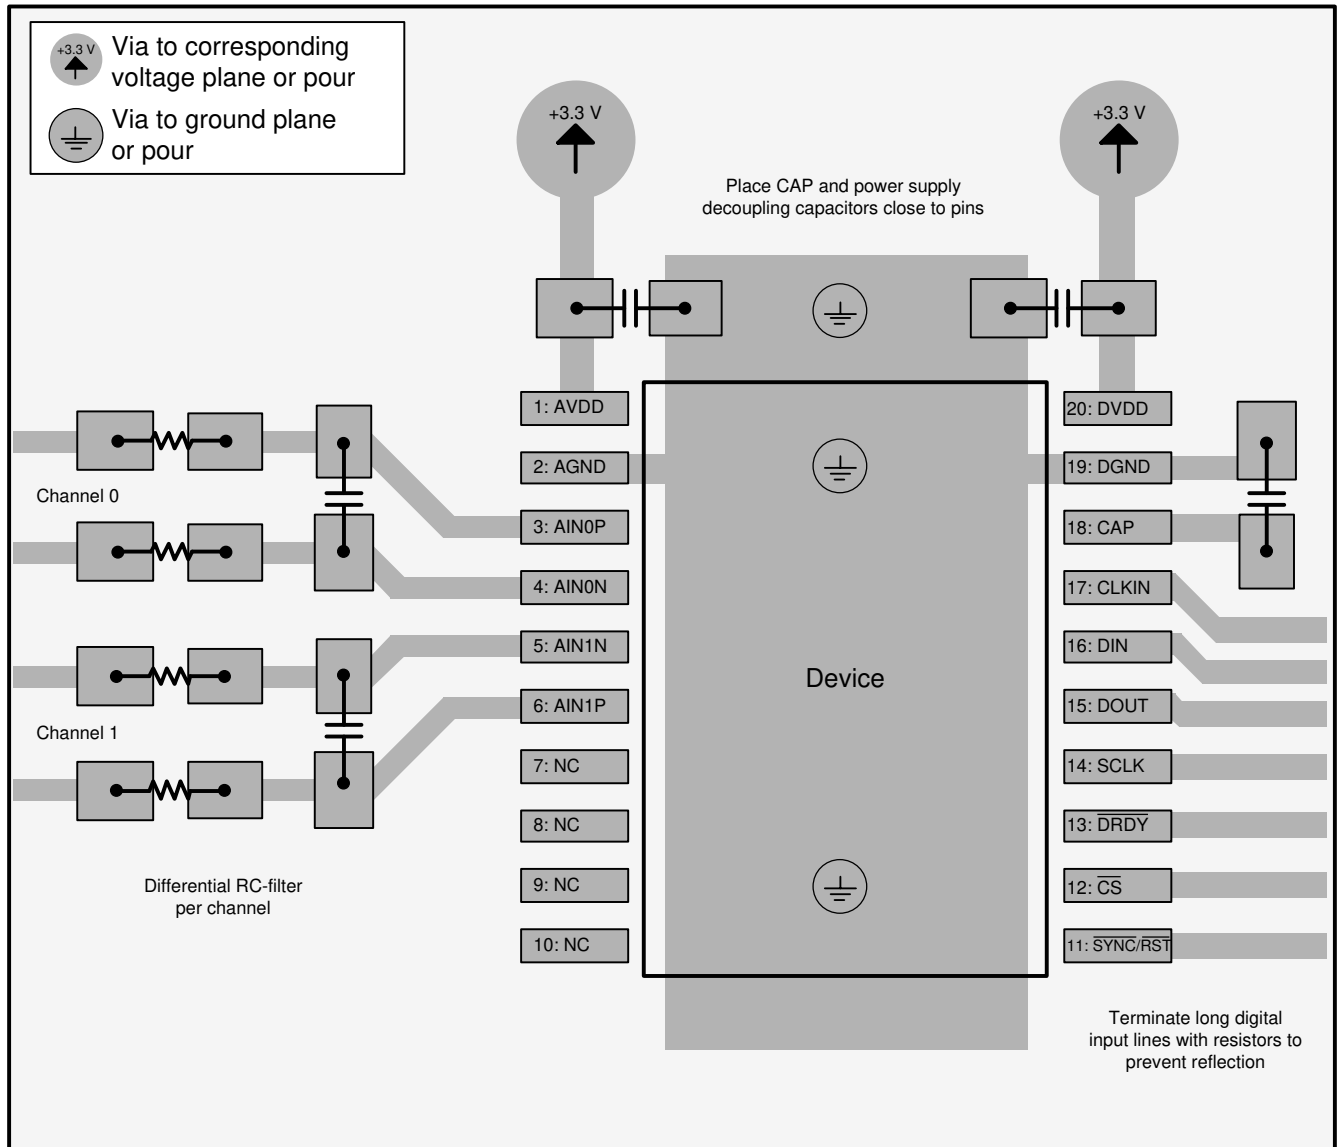 +3.3 V
Via to corresponding
voltage plane or pour
Via to ground plane
or pour
+3.3 V
+3.3 V
Place CAP and power supply
decoupling capacitors close to pins
1: AVDD
2: AGND
3: AIN0P
4: AIN0N
5: AIN1N
6: AIN1P
7: NC
8: NC
9: NC
10: NC
20: DVDD
19: DGND
18: CAP
17: CLKIN
16: DIN
15: DOUT
14: SCLK
13: DRDY
12: CS
11: SYNC/RST
Channel 0
Channel 1
Device
Differential RC-filter
per channel
Terminate long digital
input lines with resistors to
prevent reflection